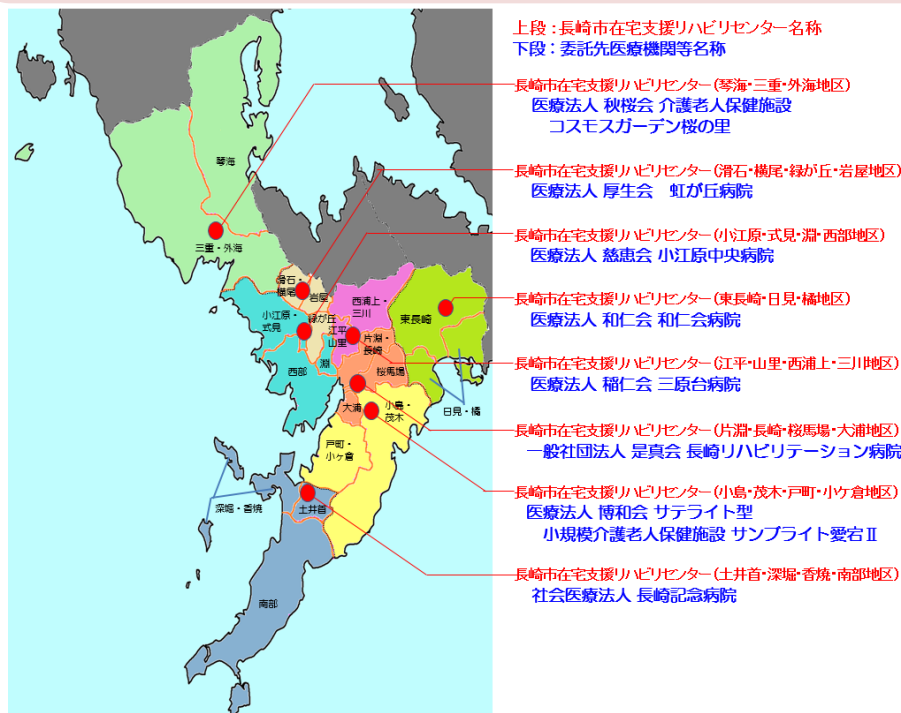 上段：長崎市在宅支援リハビリセンター名称
下段：委託先医療機関等名称
長崎市在宅支援リハビリセンター(琴海・三重・外海地区)
医療法人 秋桜会 介護老人保健施設
コスモスガーデン桜の里
長崎市在宅支援リハビリセンター(滑石・横尾・緑が丘・岩屋地区)
医療法人 厚生会　虹が丘病院
長崎市在宅支援リハビリセンター(小江原・式見・淵・西部地区)
医療法人 慈恵会 小江原中央病院
長崎市在宅支援リハビリセンター(東長崎・日見・橘地区)
医療法人 和仁会 和仁会病院
長崎市在宅支援リハビリセンター(江平・山里・西浦上・三川地区)
医療法人 稲仁会 三原台病院
長崎市在宅支援リハビリセンター(片淵・長崎・桜馬場・大浦地区)
一般社団法人 是真会 長崎リハビリテーション病院
長崎市在宅支援リハビリセンター(小島・茂木・戸町・小ケ倉地区)
医療法人 博和会 サテライト型
小規模介護老人保健施設 サンブライト愛宕Ⅱ
長崎市在宅支援リハビリセンター(土井首・深堀・香焼・南部地区)
社会医療法人 長崎記念病院
琴海
三重・外海
滑石・
横尾
岩屋
西浦上・
三川
小江原・
式見
緑が丘
江平
山里
片淵・
長崎
東長崎
西部
淵
桜馬場
大浦
小島・
茂木
日見・橘
戸町・
小ヶ倉
深堀・香焼
土井首
南部